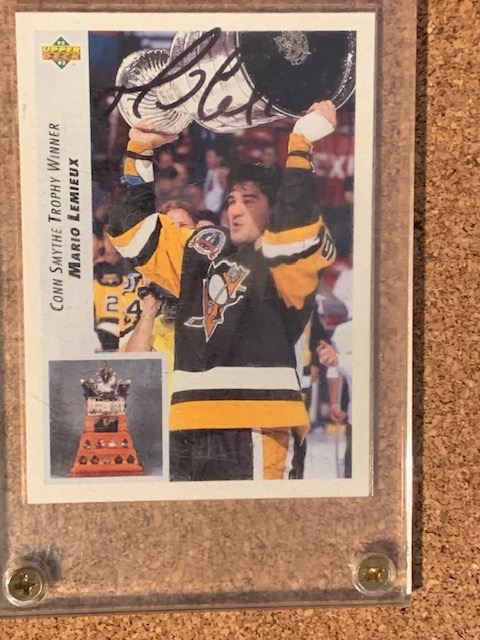 UPPER DECK
CONN SMYTHE TROPHY WINNER
MARIO LEMIEUX